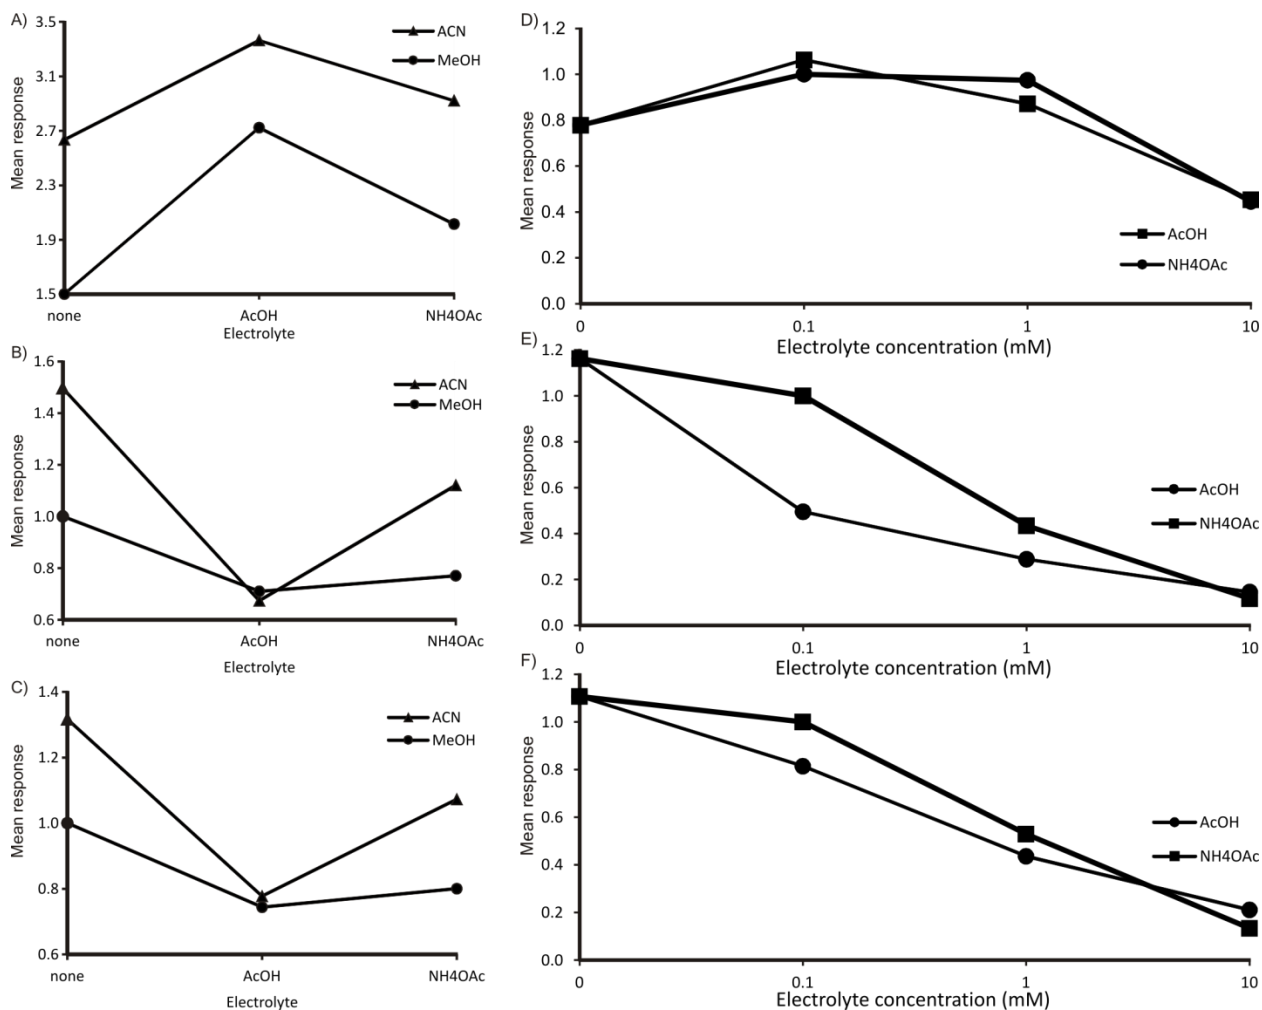 A)
3.5
3.1
2.7
2.3
1.9
1.5
Mean response
ACN
MeOH
none
AcOH
NH4OAc
Electrolyte
B)
1.6
1.4
1.2
1.0
0.8
0.6
Mean response
ACN
MeOH
none
AcOH
NH4OAc
Electrolyte
C)
1.4
1.2
1.0
0.8
0.6
Mean response
ACN
MeOH
none
AcOH
NH4OAc
Electrolyte
D)
1.2
1.0
0.8
0.6
0.4
0.2
0.0
Mean response
AcOH
NH4OAc
0
0.1
1
10
Electrolyte concentration (mM)
E)
1.2
1.0
0.8
0.6
0.4
0.2
0.0
Mean response
AcOH
NH4OAc
0
0.1
1
10
Electrolyte concentration (mM)
F)
1.2
1.0
0.8
0.6
0.4
0.2
0.0
Mean response
AcOH
NH4OAc
0
0.1
1
10
Electrolyte concentration (mM)